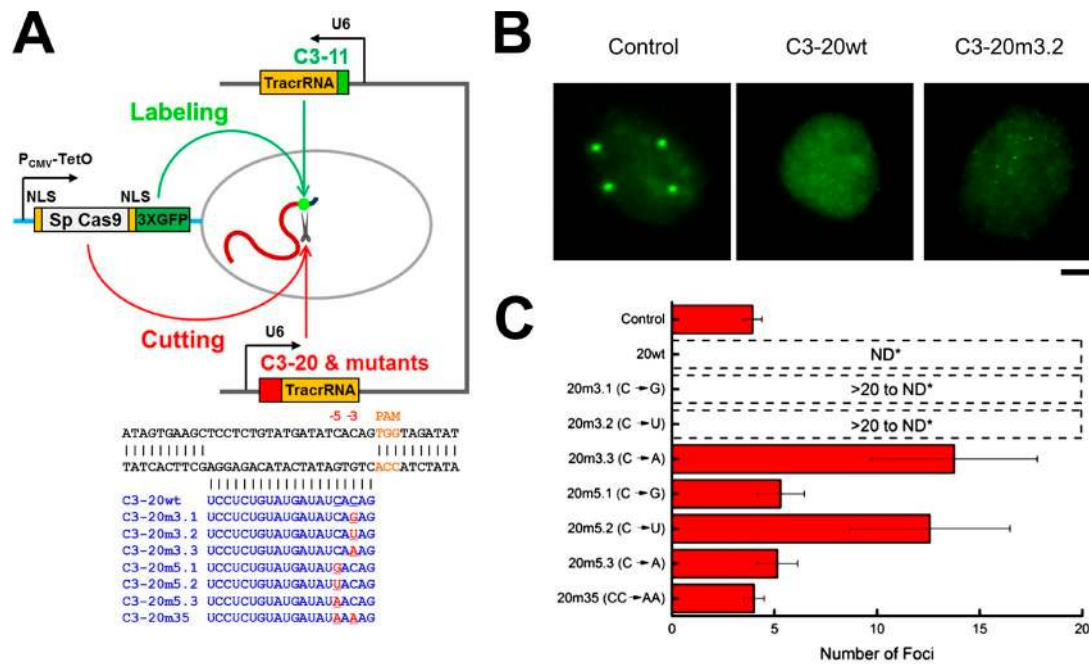 A
U6
C3-11
TracrRNA
Labeling
PCMV-TetO
NLS NLS
Sp Cas9 3XGFP
Cutting
U6
C3-20 & mutants
TracrRNA
-5 -3 PAM
ATAGTGAAGCTCCTCTGTATGATATCACAGTGGTAGATAT
TATCACTTCGAGGAGACATACTATAGTGTCACCATCTATA
C3-20wt UCCUCUGUAUGAUAUCACAG
C3-20m3.1 UCCUCUGUAUGAUAUCAGAG
C3-20m3.2 UCCUCUGUAUGAUAUCAUAG
C3-20m3.3 UCCUCUGUAUGAUAUCAAAG
C3-20m5.1 UCCUCUGUAUGAUAUGACAG
C3-20m5.2 UCCUCUGUAUGAUAUUACAG
C3-20m5.3 UCCUCUGUAUGAUAUAACAG
C3-20m35 UCCUCUGUAUGAUAUAAAAG
B
Control C3-20wt C3-20m3.2
C
Control
20wt ND*
20m3.1 (C → G) >20 to ND*
20m3.2 (C → U) >20 to ND*
20m3.3 (C → A)
20m5.1 (C → G)
20m5.2 (C → U)
20m5.3 (C → A)
20m35 (CC → AA)
0 5 10 15 20
Number of Foci